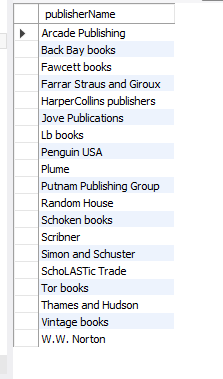 publisherName
Arcade Publishing
Back Bay books
Fawcett books
Farrar Straus and Giroux
HarperCollins publishers
Jove Publications
Lb books
Penguin USA
Plume
Putnam Publishing Group
Random House
Schoken books
Scribner
Simon and Schuster
SchoLASTic Trade
Tor books
Thames and Hudson
Vintage books
W.W. Norton